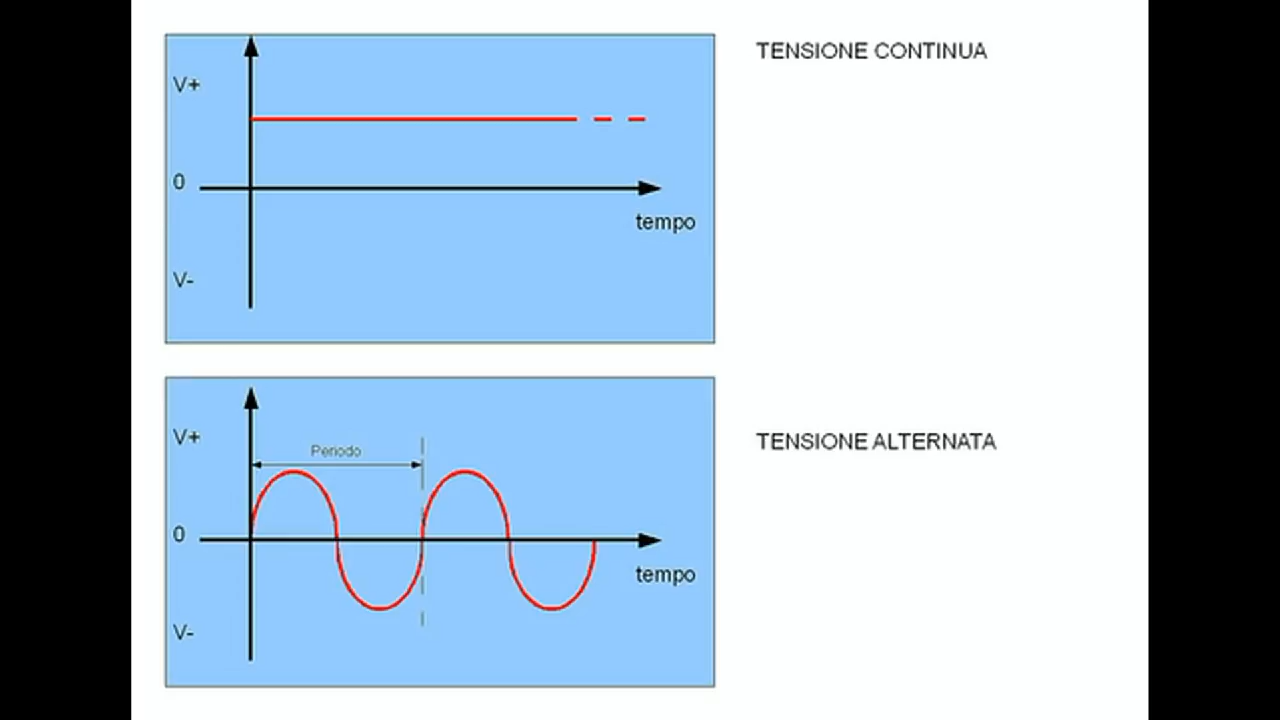 TENSIONE CONTINUA
V+
0
tempo
V-
TENSIONE ALTERNATA
V+
Periodo
0
tempo
V-